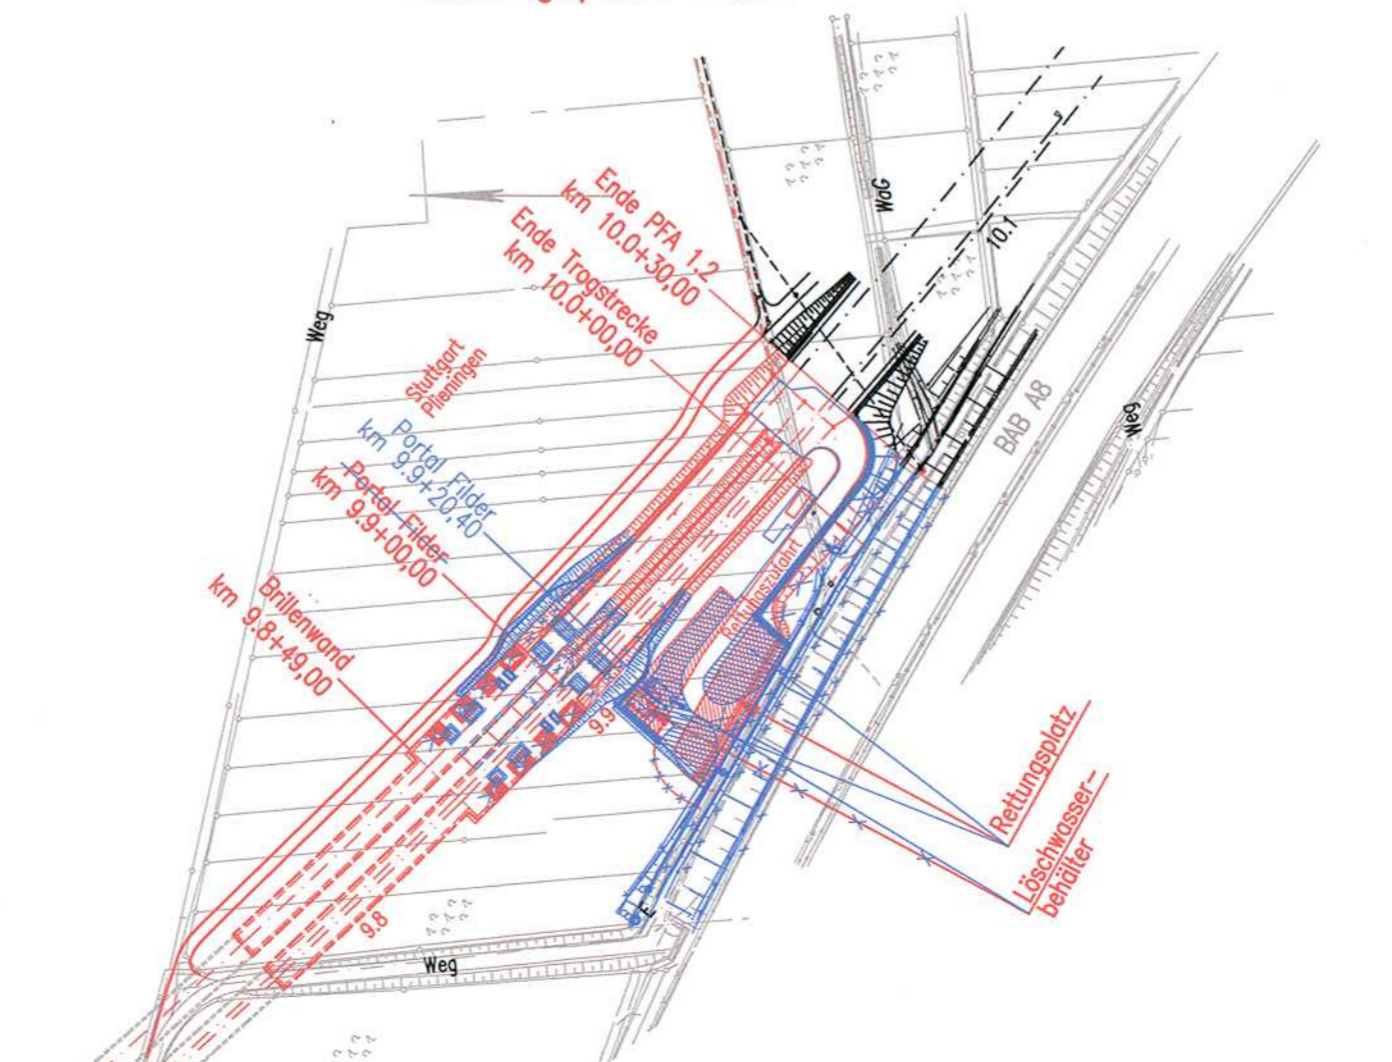 WaG
Ende PFA 1.2
km 10.0+30,00
Ende Trogstrecke
km 10.0+00,00
10.1
Weg
Stuttgart
Plieningen
BAB A8
Weg
Portal Filder
km 9.9+20,40
Portal Filder
km 9.9+00,00
Rettungszufahrt
Brillenwand
km 9.8+49,00
9.9
Rettungsplatz
Löschwasser-
behälter
9.8
Weg